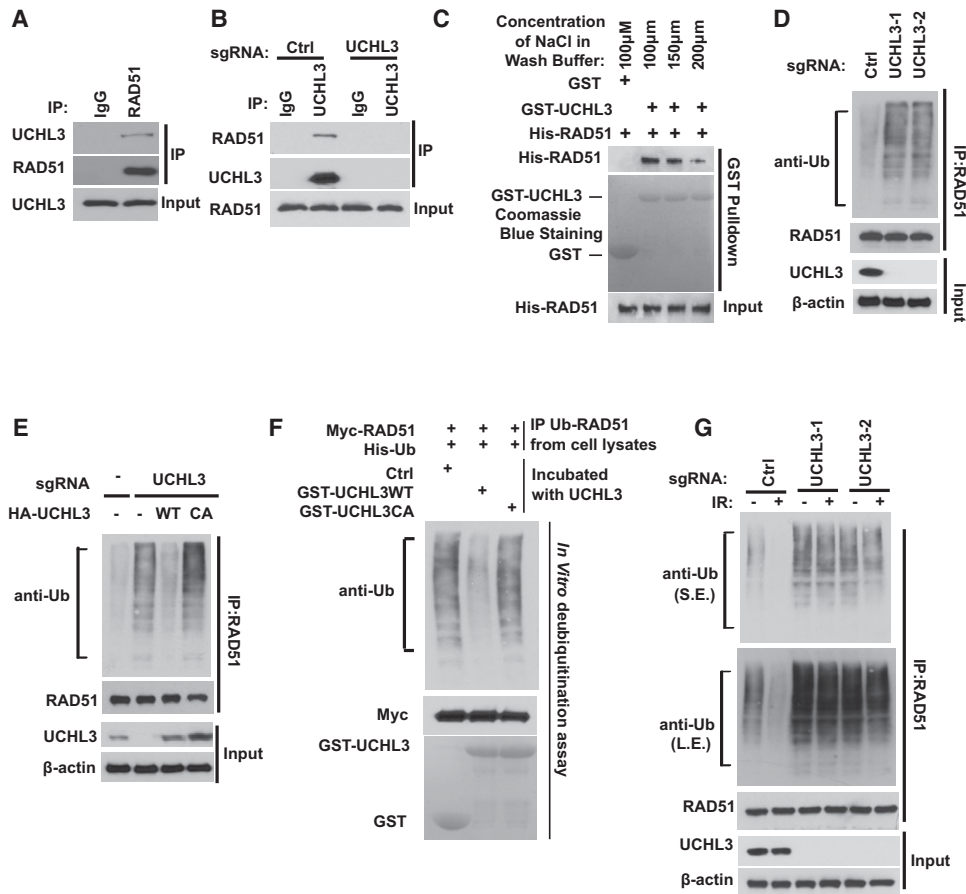 A
IP:
IgG
RAD51
UCHL3
RAD51
IP
UCHL3
Input
B
sgRNA:
Ctrl
UCHL3
IP:
IgG
UCHL3
IgG
UCHL3
RAD51
UCHL3
IP
RAD51
Input
C
Concentration
of NaCl in
Wash Buffer:
100μM
100μm
150μm
200μm
GST
+
GST-UCHL3
+ + +
His-RAD51
+ + + +
His-RAD51
GST-UCHL3 –
Coomassie
Blue Staining
GST –
GST Pulldown
His-RAD51
Input
D
sgRNA:
Ctrl
UCHL3-1
UCHL3-2
anti-Ub
RAD51
IP:RAD51
UCHL3
β-actin
Input
E
sgRNA
- UCHL3
HA-UCHL3
- - WT CA
anti-Ub
RAD51
IP:RAD51
UCHL3
β-actin
Input
F
Myc-RAD51
+ + +
His-Ub
+ + +
IP Ub-RAD51
from cell lysates
Ctrl
+
GST-UCHL3WT
+
GST-UCHL3CA
+
Incubated
with UCHL3
anti-Ub
Myc
GST-UCHL3
GST
In Vitro deubiquitination assay
G
sgRNA:
Ctrl
UCHL3-1
UCHL3-2
IR:
- + - + - +
anti-Ub
(S.E.)
anti-Ub
(L.E.)
RAD51
IP:RAD51
UCHL3
β-actin
Input